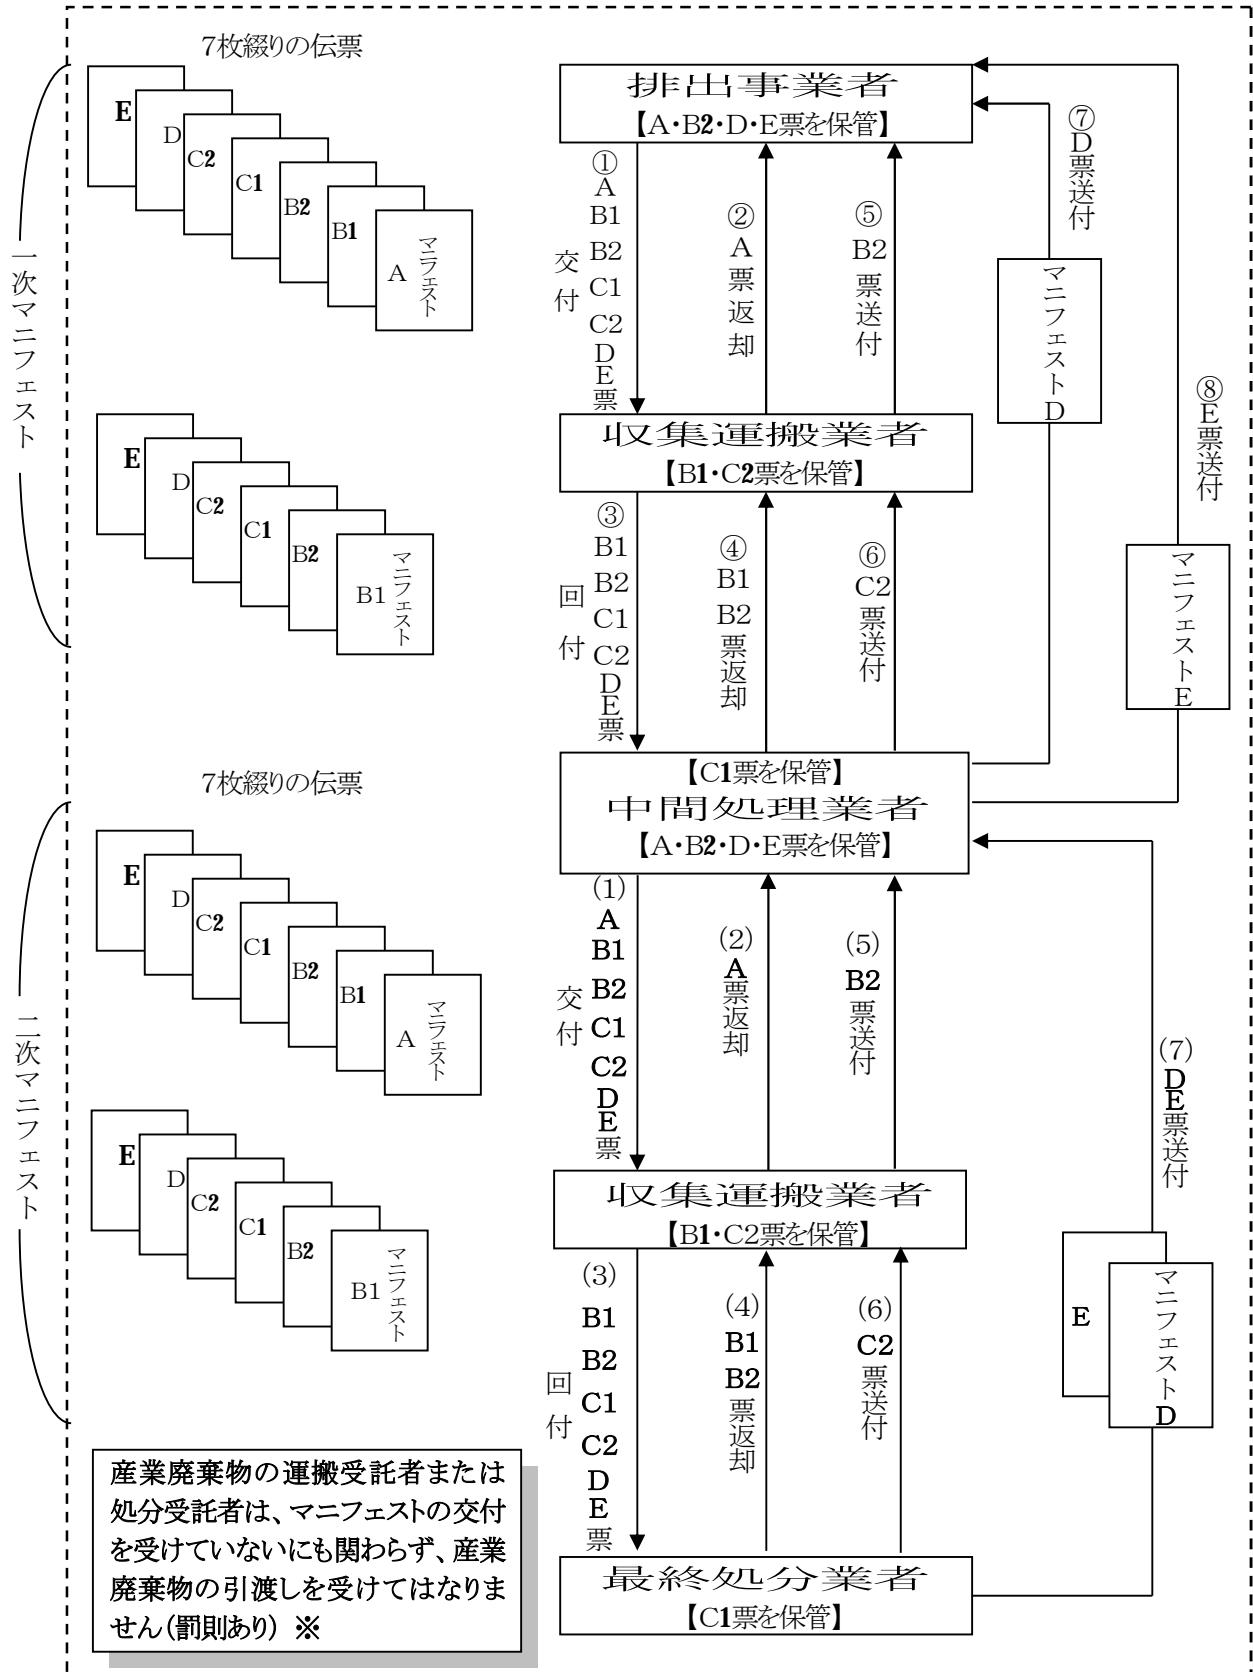 7枚綴りの伝票
E
D
C2
C1
B2
B1
A
マニフェスト
排出事業者
【A・B2・D・E票を保管】
①
A
B1
B2
C1
C2
D
E
票
交付
②
A
票返却
⑤
B2
票送付
⑦D票送付
マニフェストD
⑧E票送付
マニフェストE
一次マニフェスト
E
D
C2
C1
B2
B1
マニフェスト
収集運搬業者
【B1・C2票を保管】
③
B1
B2
C1
C2
D
E
票
回付
④
B1
B2
票返却
⑥
C2
票送付
【C1票を保管】
中間処理業者
【A・B2・D・E票を保管】
7枚綴りの伝票
E
D
C2
C1
B2
B1
A
マニフェスト
二次マニフェスト
(1)
A
B1
B2
C1
C2
D
E
票
交付
(2)
A
票返却
(5)
B2
票送付
(7)
D
E
票送付
E
マニフェストD
E
D
C2
C1
B2
B1
マニフェスト
収集運搬業者
【B1・C2票を保管】
(3)
B1
B2
C1
C2
D
E
票
回付
(4)
B1
B2
票返却
(6)
C2
票送付
最終処分業者
【C1票を保管】
産業廃棄物の運搬受託者または
処分受託者は、マニフェストの交付
を受けていないにも関わらず、産業
廃棄物の引渡しを受けてはなりま
せん(罰則あり) ※